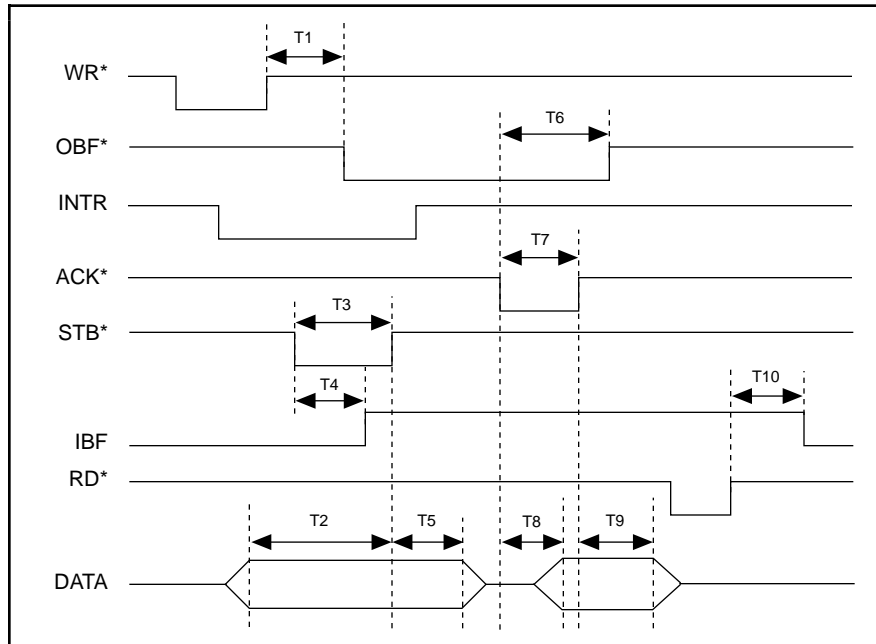 T1
WR*
T6
OBF*
INTR
T7
ACK*
T3
STB*
T4
T10
IBF
RD*
T2
T5
T8
T9
DATA